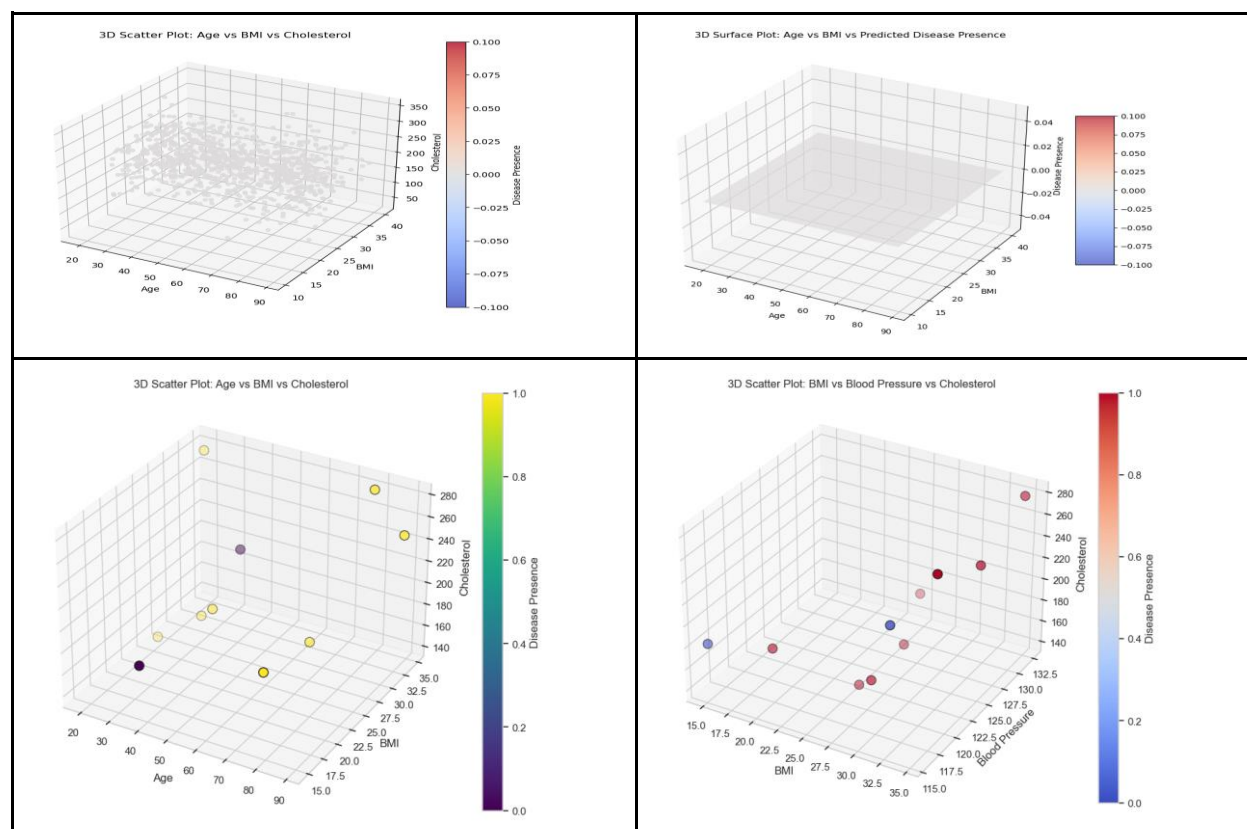 3D Scatter Plot: Age vs BMI vs Cholesterol
0.100
0.075
0.050
0.025
0.000
−0.025
−0.050
−0.075
−0.100
Disease Presence
350
300
250
200
150
100
50
Cholesterol
20 30 40 50 60 70 80 90
Age
10 15 20 25 30 35 40
BMI
3D Surface Plot: Age vs BMI vs Predicted Disease Presence
0.04
0.02
0.00
−0.02
−0.04
Disease Presence
0.100
0.075
0.050
0.025
0.000
−0.025
−0.050
−0.075
−0.100
20 30 40 50 60 70 80 90
Age
10 15 20 25 30 35 40
BMI
3D Scatter Plot: Age vs BMI vs Cholesterol
1.0
0.8
0.6
0.4
0.2
0.0
Disease Presence
280
260
240
220
200
180
160
140
Cholesterol
20 30 40 50 60 70 80 90
Age
15.0 17.5 20.0 22.5 25.0 27.5 30.0 32.5 35.0
BMI
3D Scatter Plot: BMI vs Blood Pressure vs Cholesterol
1.0
0.8
0.6
0.4
0.2
0.0
Disease Presence
280
260
240
220
200
180
160
140
Cholesterol
15.0 17.5 20.0 22.5 25.0 27.5 30.0 32.5 35.0
BMI
115.0 117.5 120.0 122.5 125.0 127.5 130.0 132.5
Blood Pressure